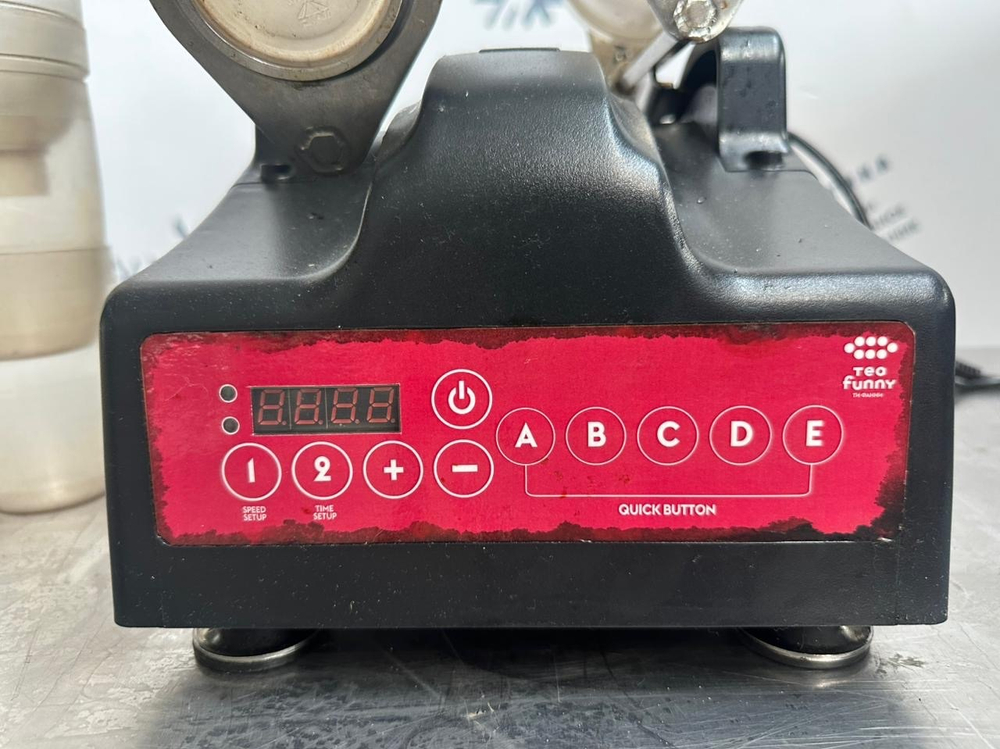 Tea
funny
1
2
+
−
SPEED
SETUP
TIME
SETUP
A
B
C
D
E
QUICK BUTTON